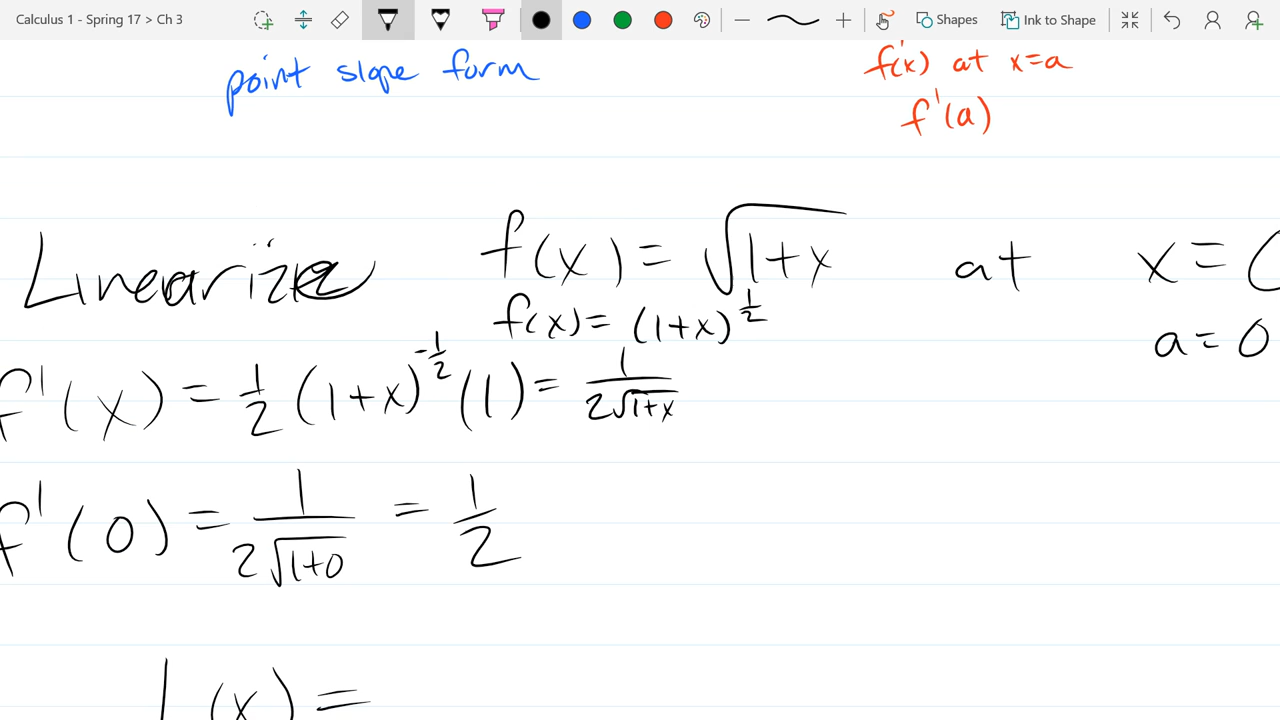 Calculus 1 - Spring 17 > Ch 3
Shapes
Ink to Shape
point slope form
f'(x) at x=a
f'(a)
Linearize f(x) = √(1+x) at x =
f(x) = (1+x)^(1/2)
a = 0
f'(x) = 1/2 (1+x)^(-1/2) (1) = 1/(2√(1+x))
f'(0) = 1/(2√(1+0)) = 1/2
L(x) =